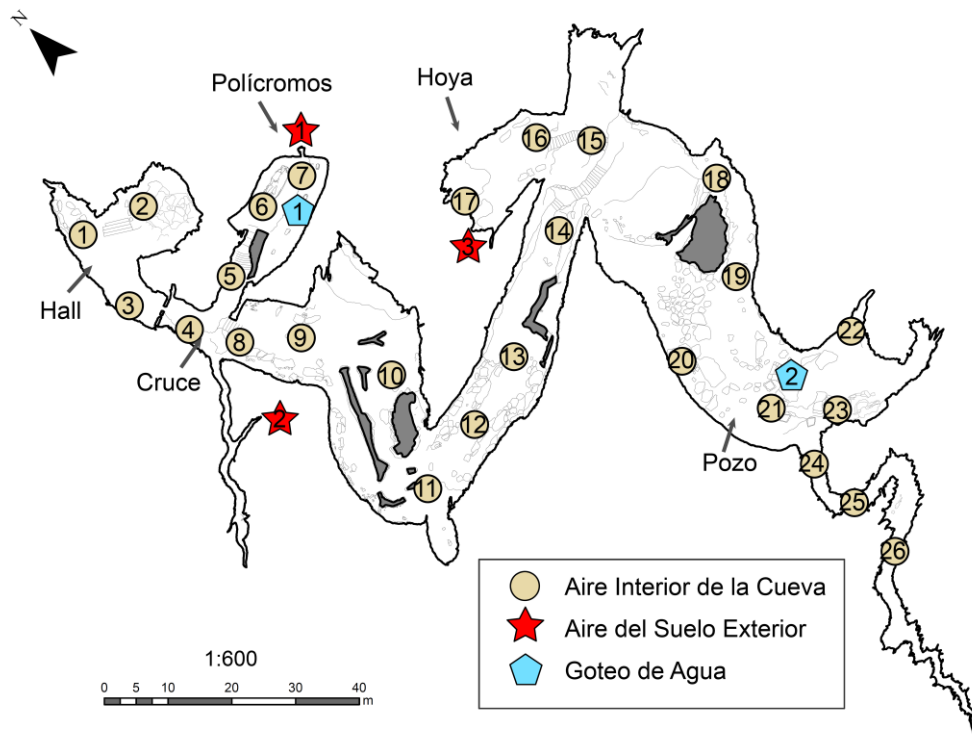 N
Polícromos
Hoya
1
16
15
7
18
2
6
1
17
1
14
3
5
19
Hall
3
4
8
9
22
Cruce
13
20
10
2
2
12
21
23
Pozo
24
11
25
26
Aire Interior de la Cueva
Aire del Suelo Exterior
Goteo de Agua
1:600
0 5 10 20 30 40
m